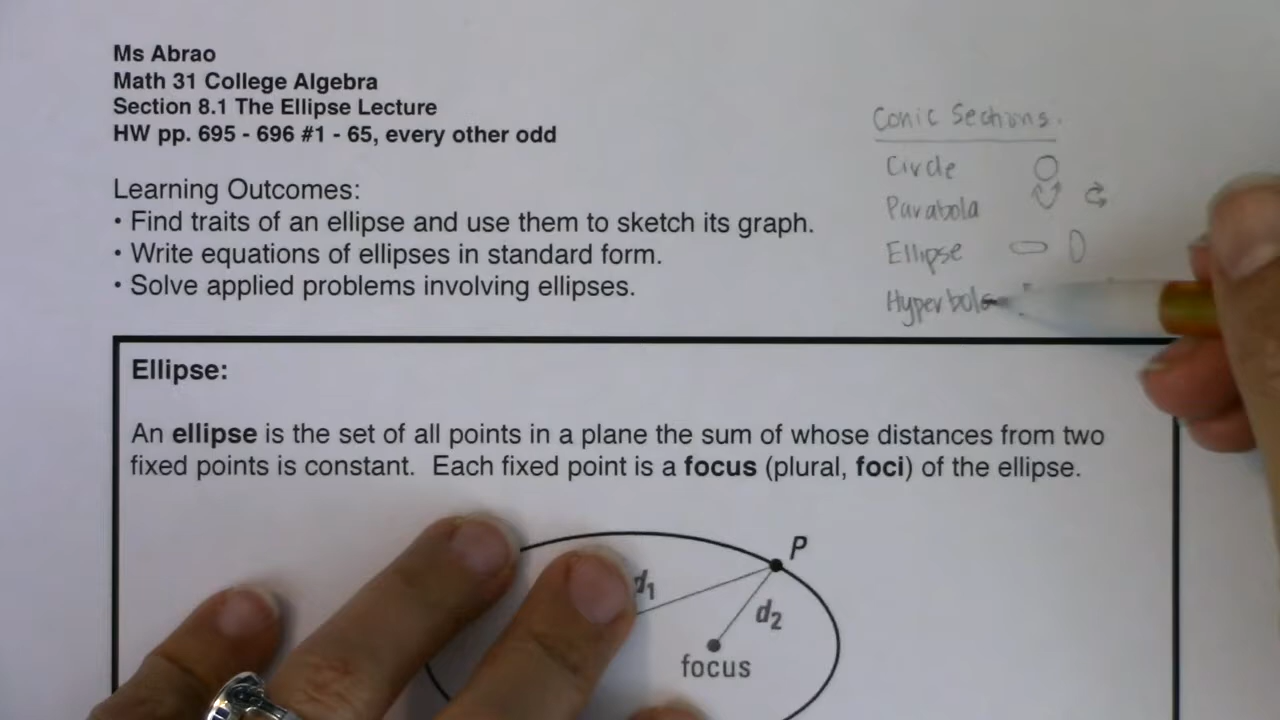 Ms Abrao
Math 31 College Algebra
Section 8.1 The Ellipse Lecture
HW pp. 695 - 696 #1 - 65, every other odd
Learning Outcomes:
• Find traits of an ellipse and use them to sketch its graph.
• Write equations of ellipses in standard form.
• Solve applied problems involving ellipses.
Conic Sections.
Circle
Parabola
Ellipse
Hyperbola
Ellipse:
An ellipse is the set of all points in a plane the sum of whose distances from two
fixed points is constant. Each fixed point is a focus (plural, foci) of the ellipse.
P
d1
d2
focus